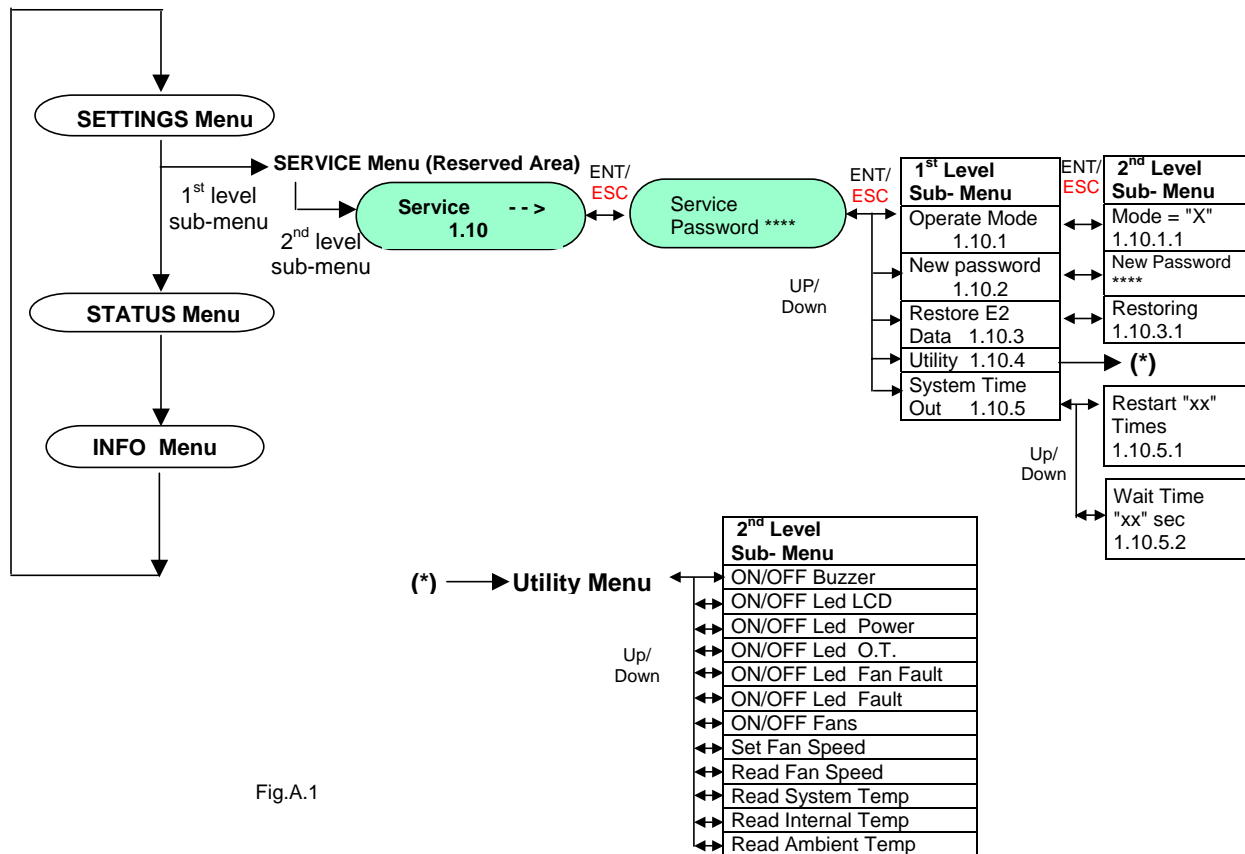 SETTINGS Menu
SERVICE Menu (Reserved Area)
1st level
sub-menu
Service - - >
1.10
2nd level
sub-menu
ENT/
ESC
Service
Password ****
ENT/
ESC
UP/
Down
1st Level
Sub- Menu
Operate Mode
1.10.1
New password
1.10.2
Restore E2
Data 1.10.3
Utility 1.10.4
System Time
Out 1.10.5
ENT/
ESC
2nd Level
Sub- Menu
Mode = "X"
1.10.1.1
New Password
****
Restoring
1.10.3.1
(*)
Up/
Down
Restart "xx"
Times
1.10.5.1
Wait Time
"xx" sec
1.10.5.2
STATUS Menu
INFO Menu
(*)
Utility Menu
Up/
Down
2nd Level
Sub- Menu
ON/OFF Buzzer
ON/OFF Led LCD
ON/OFF Led Power
ON/OFF Led O.T.
ON/OFF Led Fan Fault
ON/OFF Led Fault
ON/OFF Fans
Set Fan Speed
Read Fan Speed
Read System Temp
Read Internal Temp
Read Ambient Temp
Fig.A.1